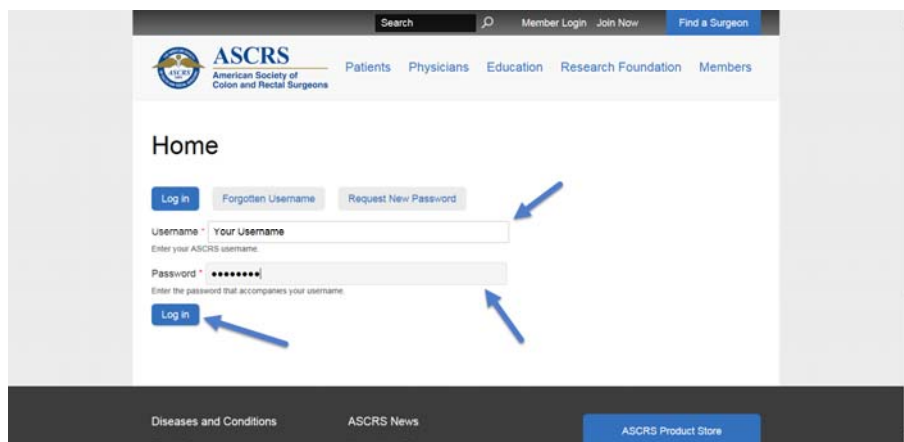 Search Member Login Join Now Find a Surgeon
ASCRS
American Society of
Colon and Rectal Surgeons
ASCRS
Patients Physicians Education Research Foundation Members
Home
Log in Forgotten Username Request New Password
Username * Your Username
Enter your ASCRS username.
Password * ••••••••
Enter the password that accompanies your username.
Log in
Diseases and Conditions ASCRS News ASCRS Product Store